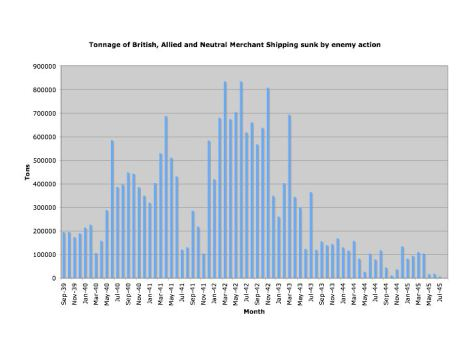 Tonnage of British, Allied and Neutral Merchant Shipping sunk by enemy action
900000
800000
700000
600000
500000
400000
300000
200000
100000
0
Tons
Sep-39
Nov-39
Jan-40
Mar-40
May-40
Jul-40
Sep-40
Nov-40
Jan-41
Mar-41
May-41
Jul-41
Sep-41
Nov-41
Jan-42
Mar-42
May-42
Jul-42
Sep-42
Nov-42
Jan-43
Mar-43
May-43
Jul-43
Sep-43
Nov-43
Jan-44
Mar-44
May-44
Jul-44
Sep-44
Nov-44
Jan-45
Mar-45
May-45
Jul-45
Month